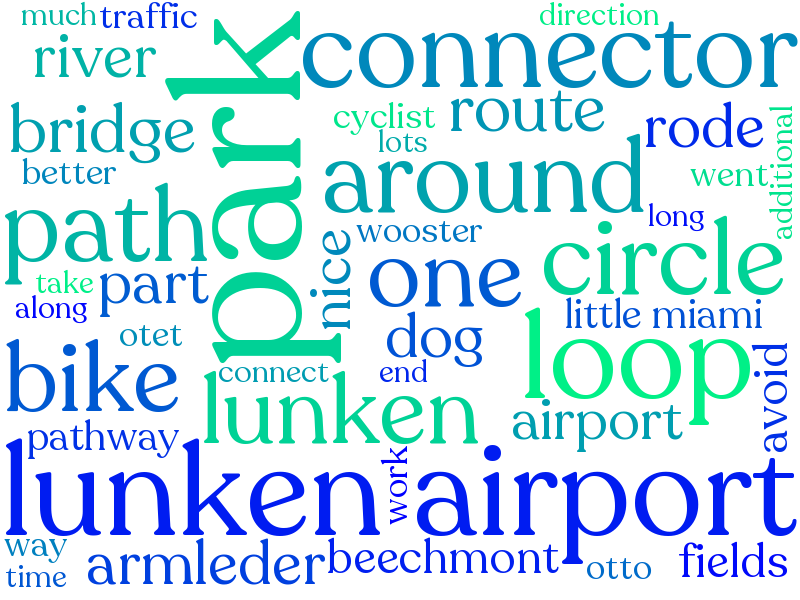 much traffic
direction
river
park
connector
bridge
cyclist
route
lots
rode
additional
better
around
went
path
nice
wooster
long
circle
take
part
one
along
little miami
otet
dog
loop
bike
connect
end
avoid
lunken
airport
pathway
work
lunken airport
way
time
armleder
beechmont
otto
fields